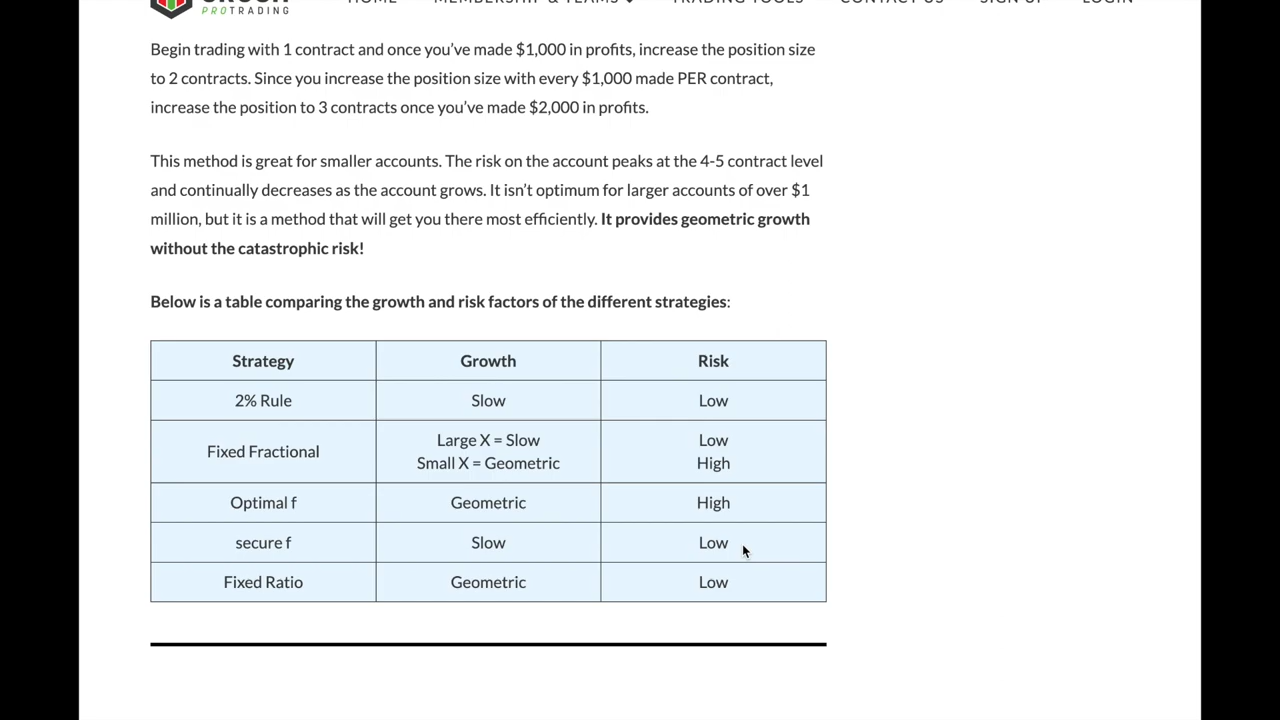 PROTRADING
Begin trading with 1 contract and once you’ve made $1,000 in profits, increase the position size
to 2 contracts. Since you increase the position size with every $1,000 made PER contract,
increase the position to 3 contracts once you’ve made $2,000 in profits.
This method is great for smaller accounts. The risk on the account peaks at the 4-5 contract level
and continually decreases as the account grows. It isn’t optimum for larger accounts of over $1
million, but it is a method that will get you there most efficiently. It provides geometric growth
without the catastrophic risk!
Below is a table comparing the growth and risk factors of the different strategies:
Strategy Growth Risk
2% Rule Slow Low
Fixed Fractional Large X = Slow Low
Small X = Geometric High
Optimal f Geometric High
secure f Slow Low
Fixed Ratio Geometric Low